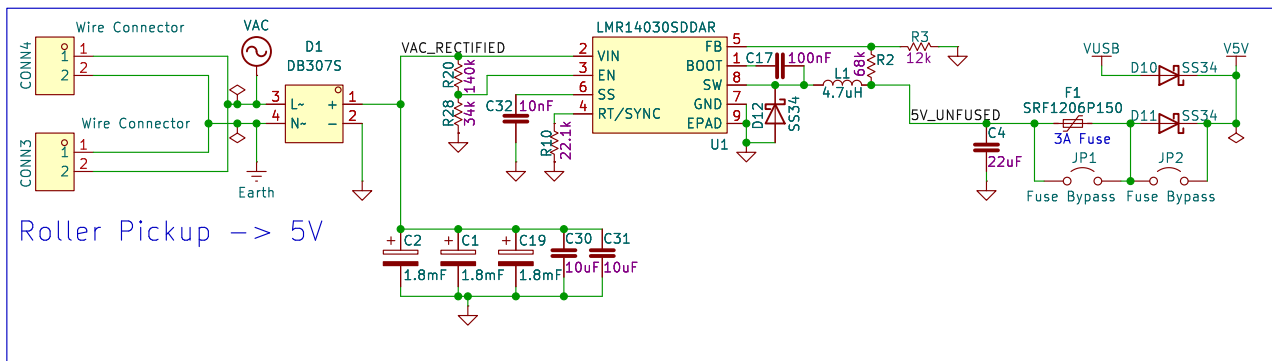 Wire Connector
CONN4
1
2
VAC
D1
DB307S
3 L~ + 1
4 N~ - 2
Wire Connector
CONN3
1
2
Earth
VAC_RECTIFIED
R20
140k
R28
34k
C32
10nF
R10
22.1k
LMR14030SDDAR
2 VIN
3 EN
6 SS
4 RT/SYNC
FB 5
BOOT 1
SW 8
GND 7
EPAD 9
U1
C17
100nF
D12
SS34
L1
4.7uH
R2
68k
R3
12k
5V_UNFUSED
C4
22uF
F1
SRF1206P150
3A Fuse
JP1
Fuse Bypass
JP2
Fuse Bypass
VUSB
V5V
D10
SS34
D11
SS34
Roller Pickup -> 5V
+ C2
1.8mF
+ C1
1.8mF
+ C19
1.8mF
C30
10uF
C31
10uF